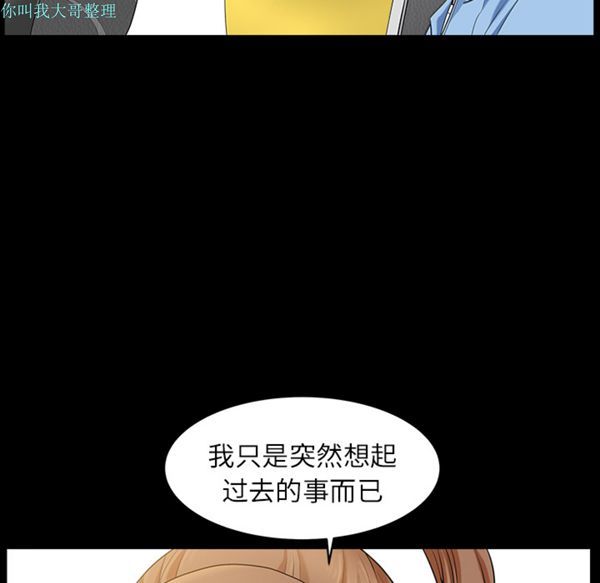 你叫我大哥整理
我只是突然想起
过去的事而已